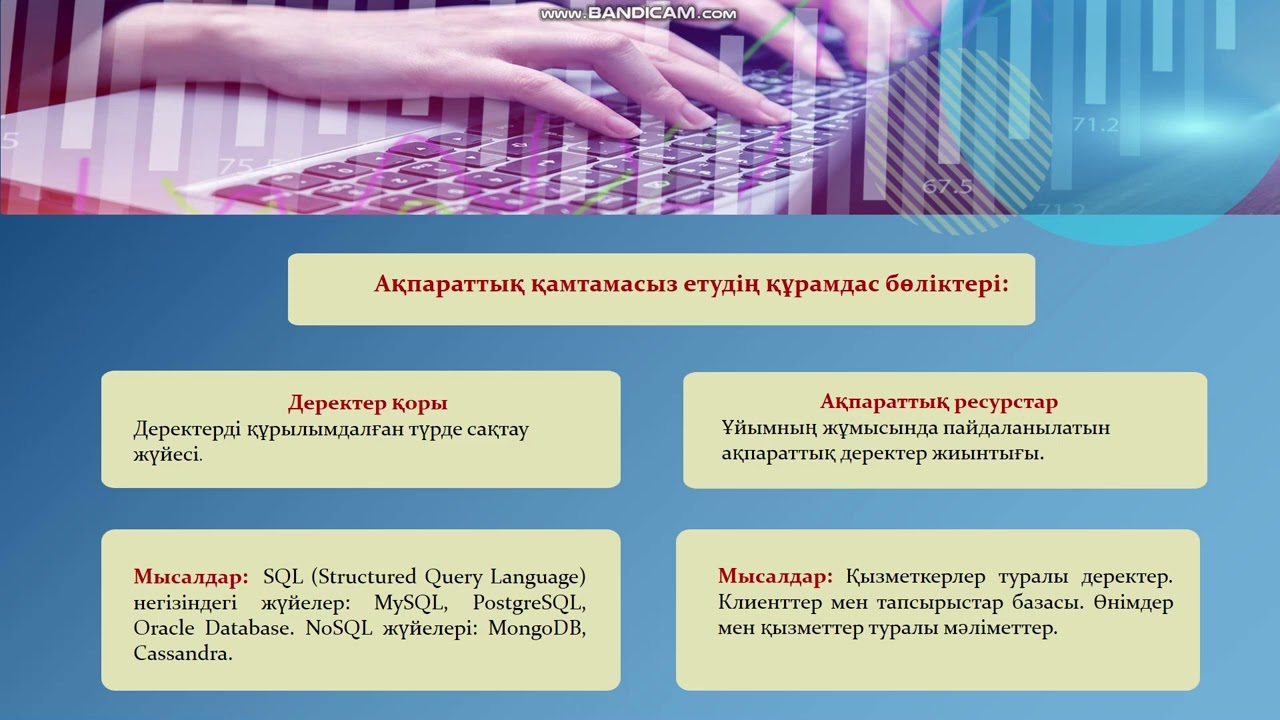 www.BANDICAM.com
5
75.5
71.2
67.5
71.2
Ақпараттық қамтамасыз етудің құрамдас бөліктері:
Деректер қоры
Деректерді құрылымдалған түрде сақтау
жүйесі.
Ақпараттық ресурстар
Ұйымның жұмысында пайдаланылатын
ақпараттық деректер жиынтығы.
Мысалдар: SQL (Structured Query Language)
негізіндегі жүйелер: MySQL, PostgreSQL,
Oracle Database. NoSQL жүйелері: MongoDB,
Cassandra.
Мысалдар: Қызметкерлер туралы деректер.
Клиенттер мен тапсырыстар базасы. Өнімдер
мен қызметтер туралы мәліметтер.